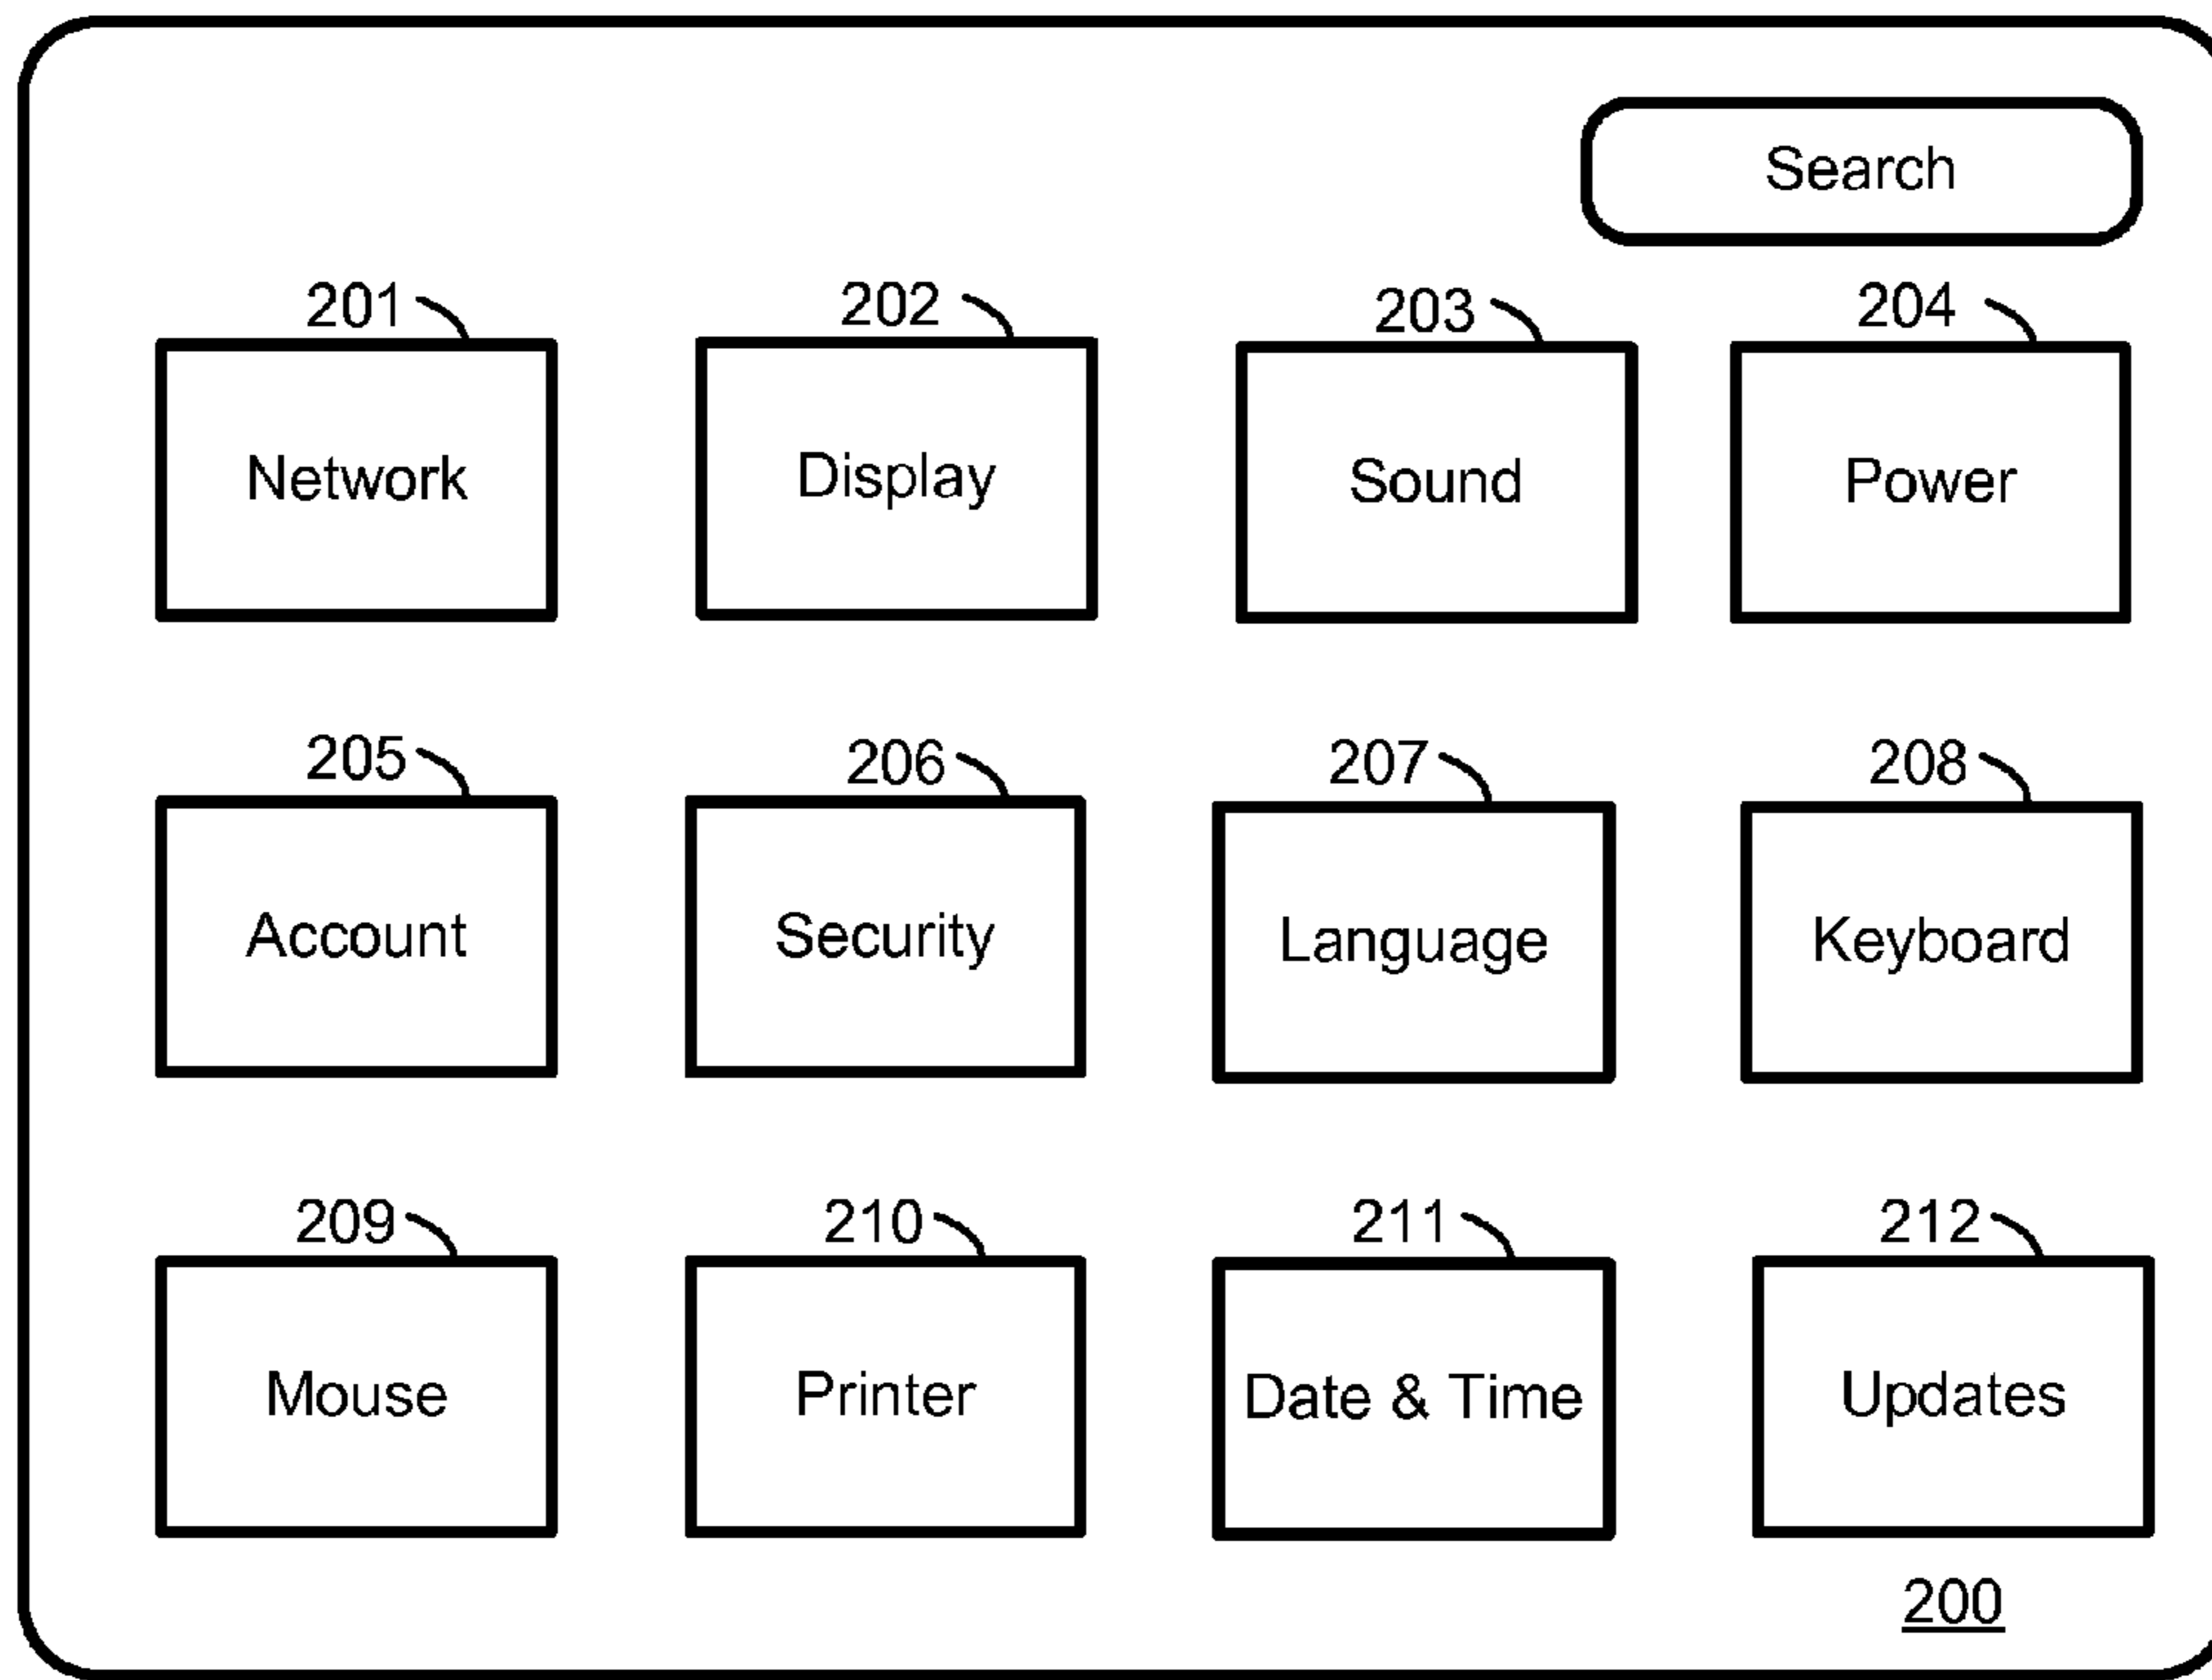 Search
201 202 203 204
Network Display Sound Power
205 206 207 208
Account Security Language Keyboard
209 210 211 212
Mouse Printer Date & Time Updates
200